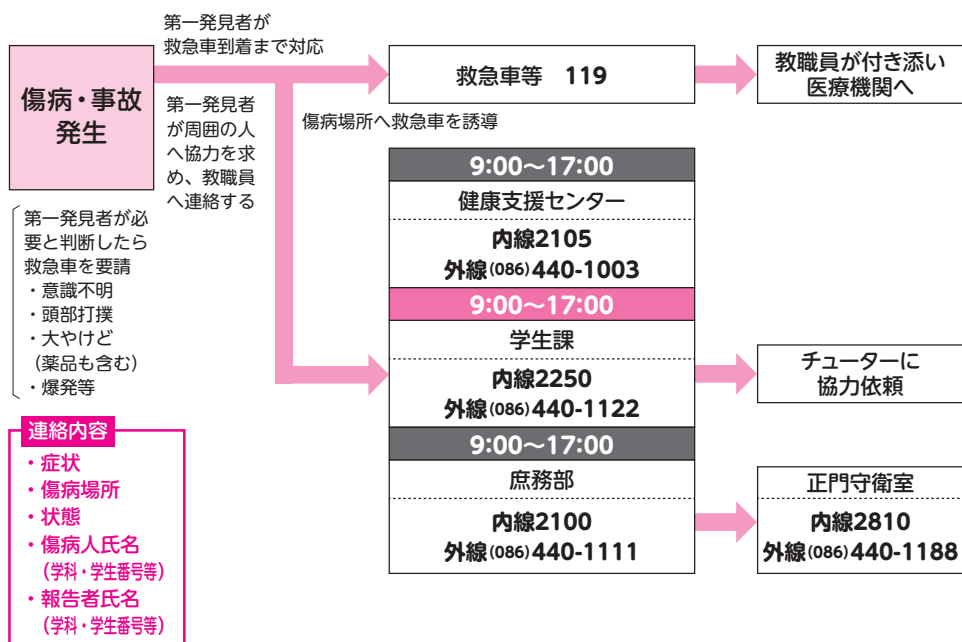 傷病・事故
発生
第一発見者が
救急車到着まで対応
救急車等　119
教職員が付き添い
医療機関へ
第一発見者
が周囲の人
へ協力を求
め、教職員
へ連絡する
傷病場所へ救急車を誘導
第一発見者が必
要と判断したら
救急車を要請
・意識不明
・頭部打撲
・大やけど
（薬品も含む）
・爆発等
9:00〜17:00
健康支援センター
内線2105
外線(086)440-1003
9:00〜17:00
学生課
内線2250
外線(086)440-1122
チューターに
協力依頼
9:00〜17:00
庶務部
内線2100
外線(086)440-1111
正門守衛室
内線2810
外線(086)440-1188
連絡内容
・症状
・傷病場所
・状態
・傷病人氏名
（学科・学生番号等）
・報告者氏名
（学科・学生番号等）